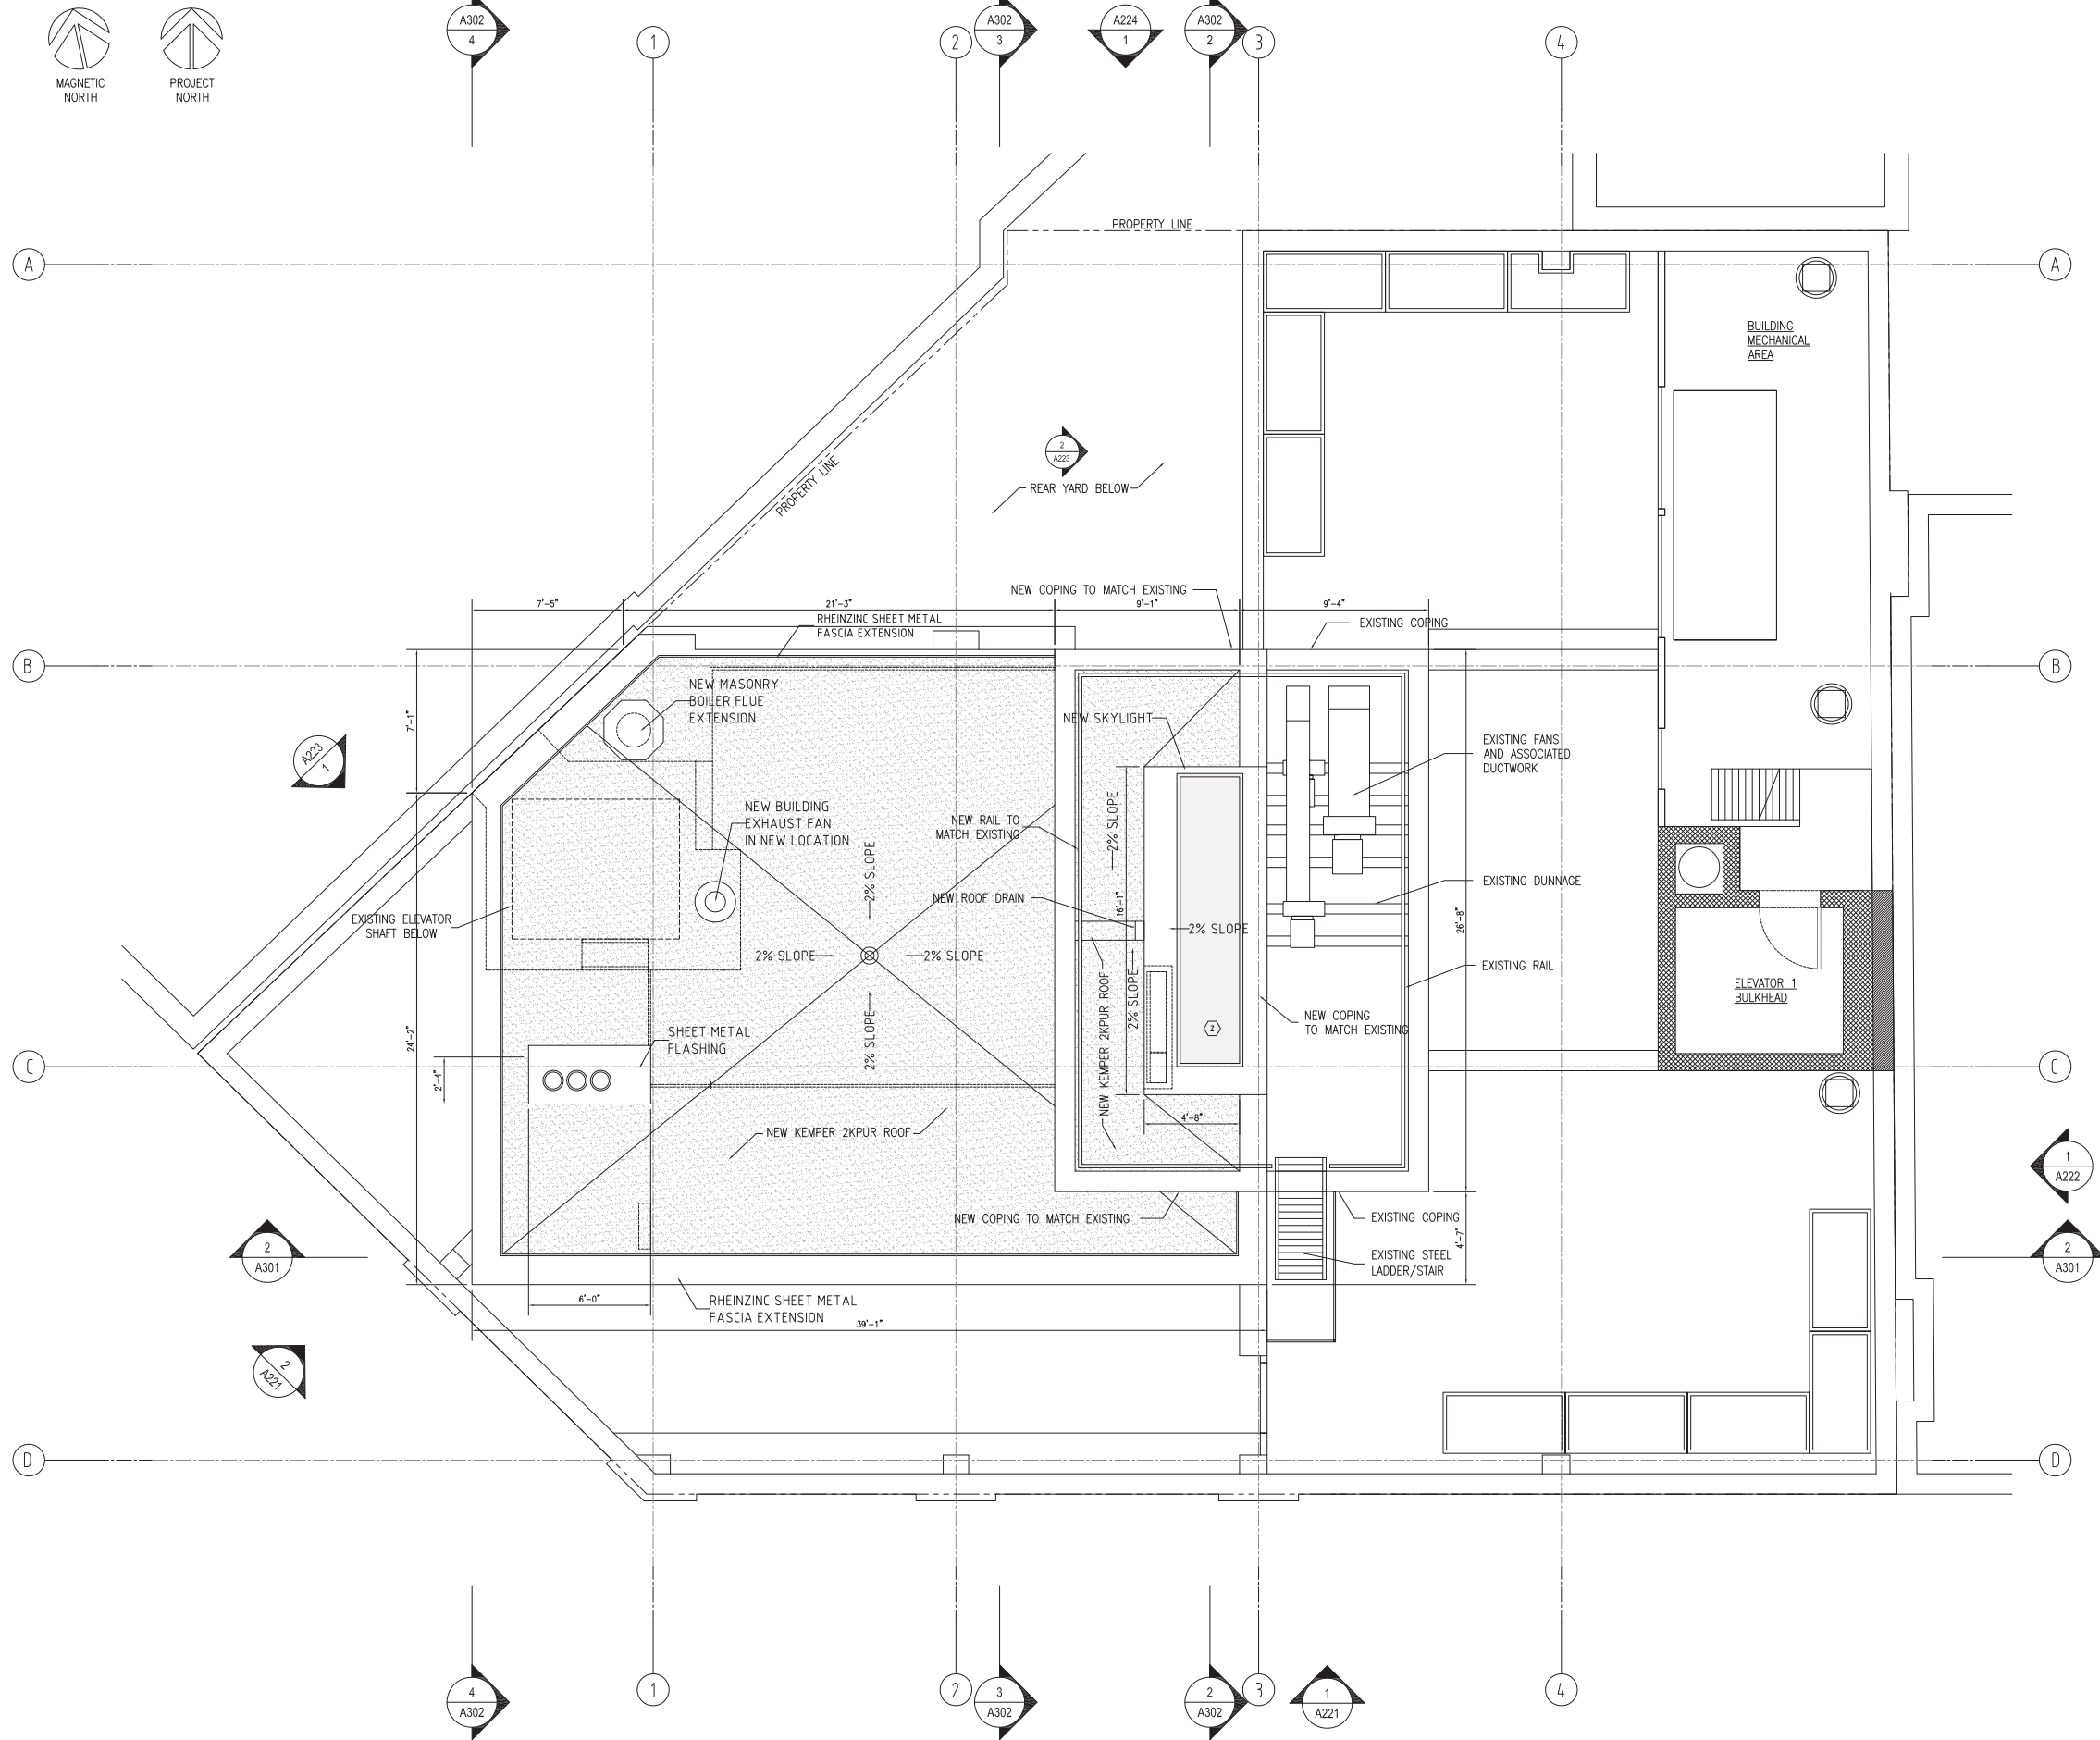 A302
4
1
2
A302
3
A224
1
A302
2
3
4
MAGNETIC
NORTH
PROJECT
NORTH
PROPERTY LINE
A
A
BUILDING
MECHANICAL
AREA
2
A223
REAR YARD BELOW
PROPERTY LINE
NEW COPING TO MATCH EXISTING
7'-5"
21'-3"
9'-1"
9'-4"
RHEINZINC SHEET METAL
FASCIA EXTENSION
EXISTING COPING
B
B
NEW MASONRY
BOILER FLUE
EXTENSION
7'-1"
NEW SKYLIGHT
EXISTING FANS
AND ASSOCIATED
DUCTWORK
A223
1
NEW BUILDING
EXHAUST FAN
IN NEW LOCATION
NEW RAIL TO
MATCH EXISTING
2% SLOPE
2% SLOPE
EXISTING DUNNAGE
NEW ROOF DRAIN
16'-1"
EXISTING ELEVATOR
SHAFT BELOW
26'-8"
2% SLOPE
2% SLOPE
2% SLOPE
EXISTING RAIL
ELEVATOR 1
BULKHEAD
2% SLOPE
2% SLOPE
NEW KEMPER 2KPUR ROOF
Z
NEW COPING
TO MATCH EXISTING
SHEET METAL
FLASHING
24'-2"
C
C
2'-4"
4'-8"
NEW KEMPER 2KPUR ROOF
1
A222
NEW COPING TO MATCH EXISTING
EXISTING COPING
4'-7"
2
A301
EXISTING STEEL
LADDER/STAIR
2
A301
6'-0"
RHEINZINC SHEET METAL
FASCIA EXTENSION
39'-1"
2
A221
D
D
4
A302
1
2
3
A302
2
A302
3
1
A221
4